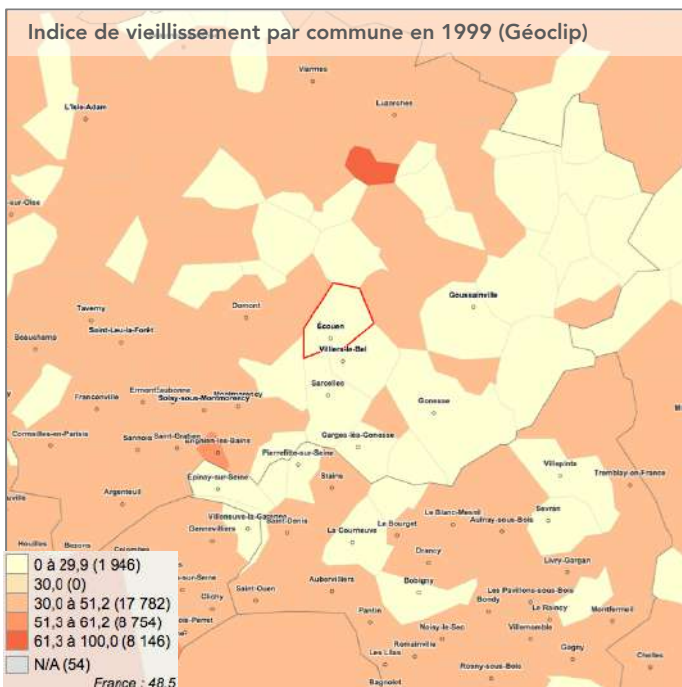 Indice de vieillissement par commune en 1999 (Géoclip)
Viarmes
L'Isle-Adam
Luzarches
-sur-Oise
Goussainville
Taverny
Domont
Saint-Leu-la-Forêt
Écouen
Beauchamp
Villiers-le-Bel
Sarcelles
Franconville
Ermont
Eaubonne
Montmorency
Soisy-sous-Montmorency
Gonesse
Cormeilles-en-Parisis
Sannois
Saint-Gratien
Enghien-les-Bains
Garges-lès-Gonesse
Pierrefitte-sur-Seine
Villepinte
Tremblay-en-France
Épinay-sur-Seine
Stains
Argenteuil
Villeneuve-la-Garenne
Sevran
Gennevilliers
Saint-Denis
Le Blanc-Mesnil
Le Bourget
Aulnay-sous-Bois
La Courneuve
Houilles
Bezons
Colombes
Drancy
Livry-Gargan
-sur-Seine
Saint-Ouen
Aubervilliers
Bobigny
Les Pavillons-sous-Bois
Clichy
Bondy
Le Raincy
Montfermeil
Pantin
-Perret
Noisy-le-Sec
Villemomble
Romainville
Gagny
Les Lilas
Chelles
Rosny-sous-Bois
Bagnolet
0 à 29,9 (1 946)
30,0 (0)
30,0 à 51,2 (17 782)
51,3 à 61,2 (8 754)
61,3 à 100,0 (8 146)
N/A (54)
France : 48.5